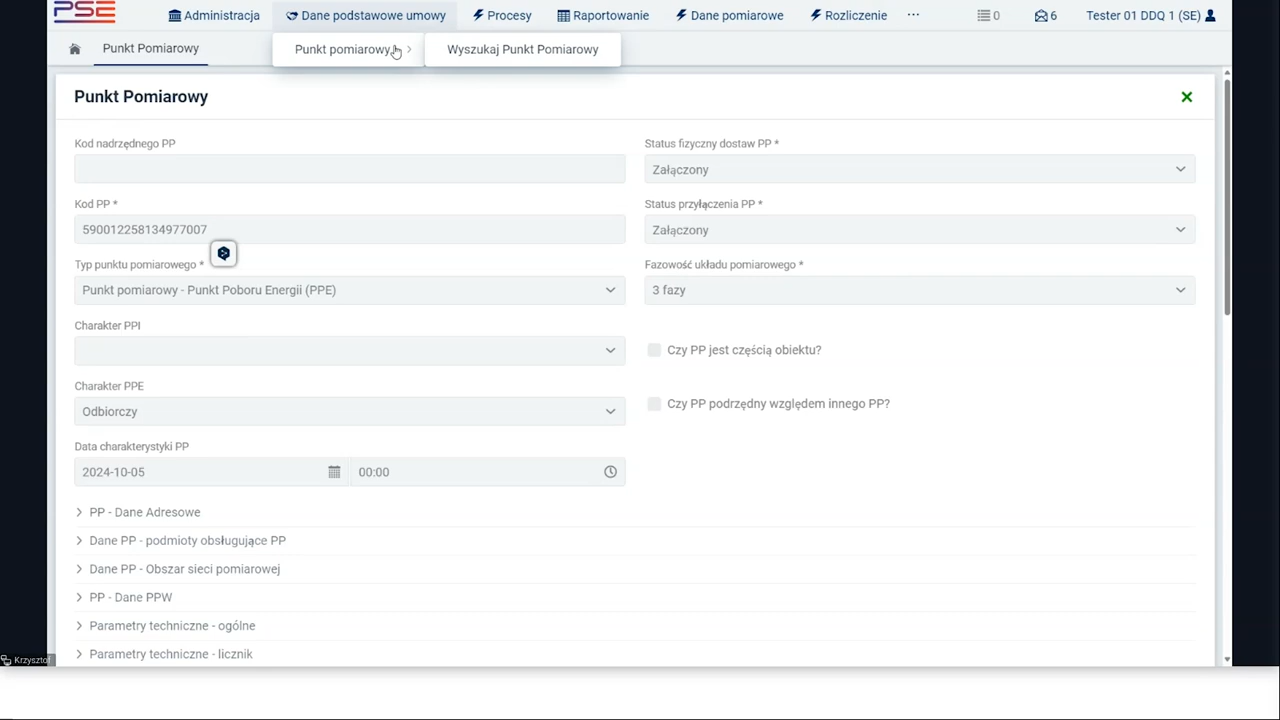 PSE
Administracja
Dane podstawowe umowy
Procesy
Raportowanie
Dane pomiarowe
Rozliczenie
...
0
6
Tester 01 DDQ 1 (SE)
Punkt Pomiarowy
Punkt pomiarowy
Wyszukaj Punkt Pomiarowy
Punkt Pomiarowy
Kod nadrzędnego PP
Status fizyczny dostaw PP *
Załączony
Kod PP *
Status przyłączenia PP *
590012258134977007
Załączony
Typ punktu pomiarowego *
Fazowość układu pomiarowego *
Punkt pomiarowy - Punkt Poboru Energii (PPE)
3 fazy
Charakter PPI
Czy PP jest częścią obiektu?
Charakter PPE
Odbiorczy
Czy PP podrzędny względem innego PP?
Data charakterystyki PP
2024-10-05
00:00
PP - Dane Adresowe
Dane PP - podmioty obsługujące PP
Dane PP - Obszar sieci pomiarowej
PP - Dane PPW
Parametry techniczne - ogólne
Parametry techniczne - licznik
Krzysztof